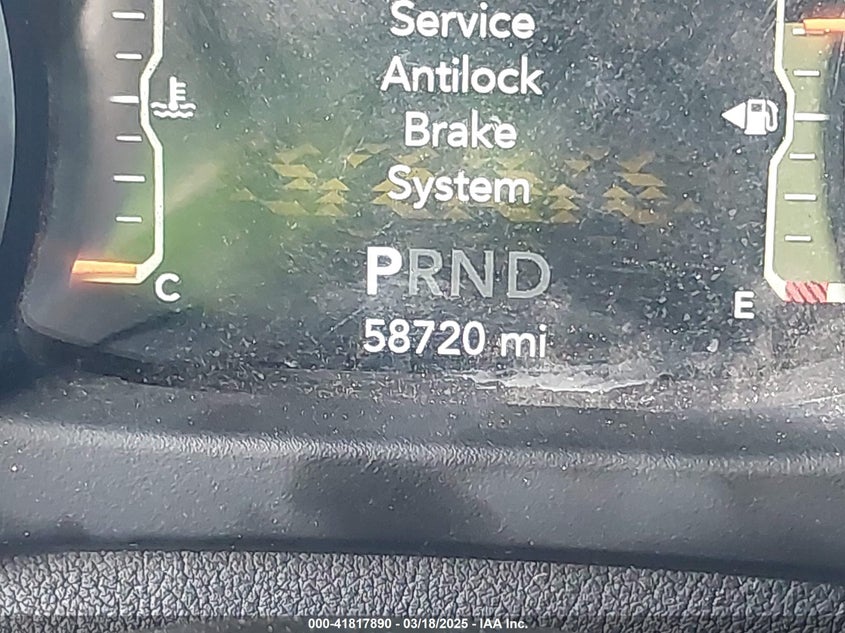 Service
Antilock
Brake
System
PRND
C
E
58720 mi
000-41817890 - 03/18/2025 - IAA Inc.